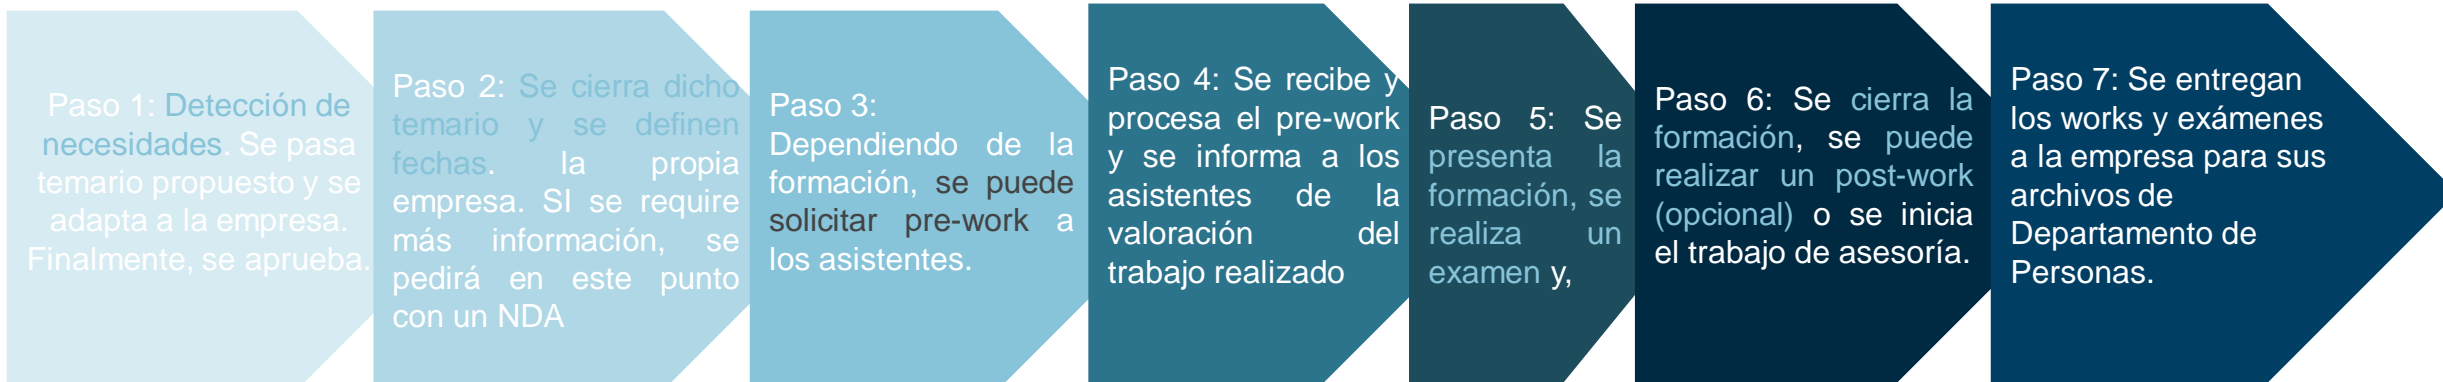 Paso 1: Detección de
necesidades. Se pasa
temario propuesto y se
adapta a la empresa.
Finalmente, se aprueba.
Paso 2: Se cierra dicho
temario y se definen
fechas. la propia
empresa. SI se require
más información, se
pedirá en este punto
con un NDA
Paso 3:
Dependiendo de la
formación, se puede
solicitar pre-work a
los asistentes.
Paso 4: Se recibe y
procesa el pre-work
y se informa a los
asistentes de la
valoración del
trabajo realizado
Paso 5: Se
presenta la
formación, se
realiza un
examen y,
Paso 6: Se cierra la
formación, se puede
realizar un post-work
(opcional) o se inicia
el trabajo de asesoría.
Paso 7: Se entregan
los works y exámenes
a la empresa para sus
archivos de
Departamento de
Personas.